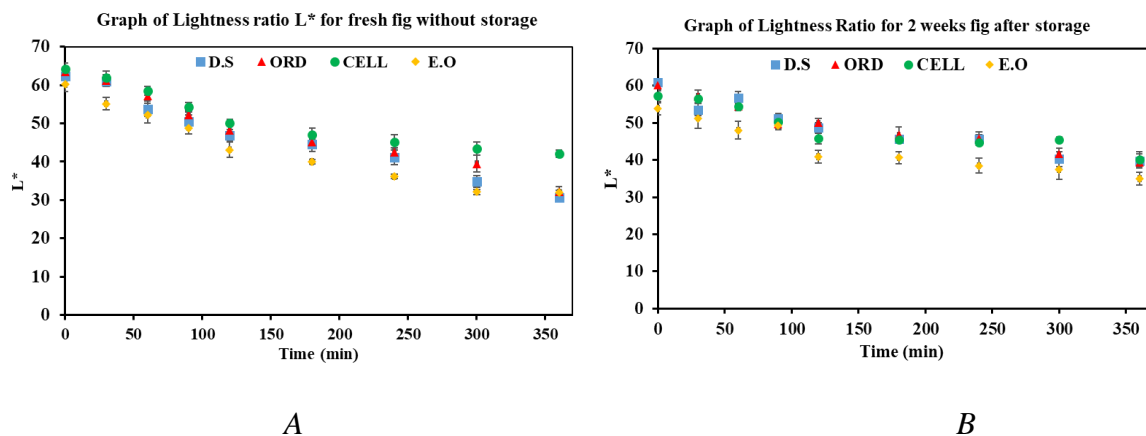 Graph of Lightness ratio L* for fresh fig without storage
70
60
50
40
30
20
10
0
L*
D.S
ORD
CELL
E.O
0 50 100 150 200 250 300 350
Time (min)
A
Graph of Lightness Ratio for 2 weeks fig after storage
70
60
50
40
30
20
10
0
L*
D.S
ORD
CELL
E.O
0 50 100 150 200 250 300 350
Time (min)
B